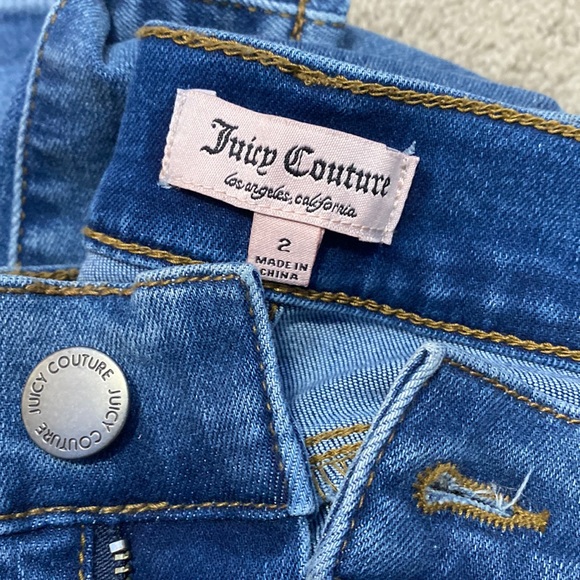 Juicy Couture
los angeles, california
2
MADE IN
CHINA
JUICY COUTURE
JUICY COUTURE